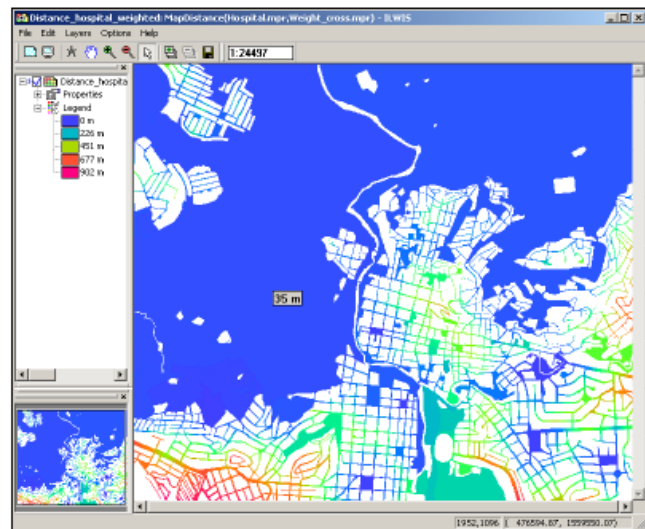 Distance_hospital_weighted: MapDistance(Hospital.mpr,Weight_cross.mpr) - ILWIS
File Edit Layers Options Help
1:24497
Distance_hospita
Properties
Legend
0 m
226 m
451 m
677 m
902 m
35 m
1952,1096 ( 476594.67, 1559550.07)